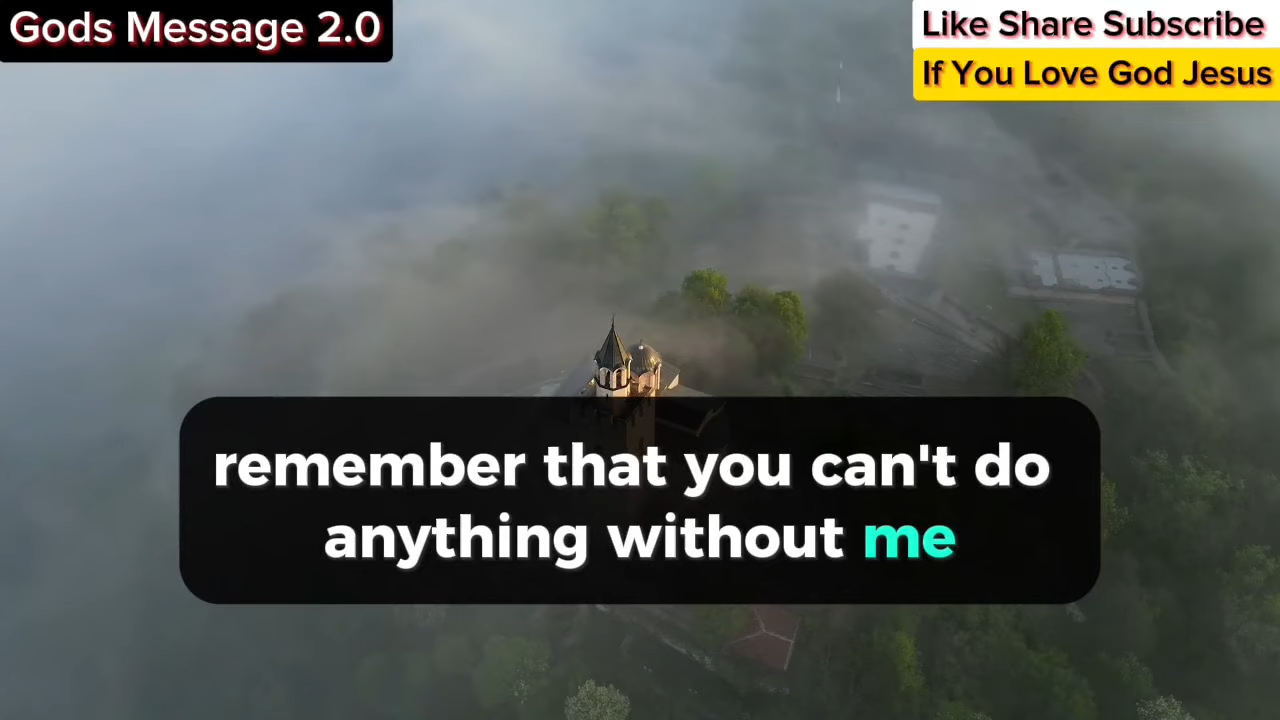 Gods Message 2.0
Like Share Subscribe
If You Love God Jesus
remember that you can't do
anything without me